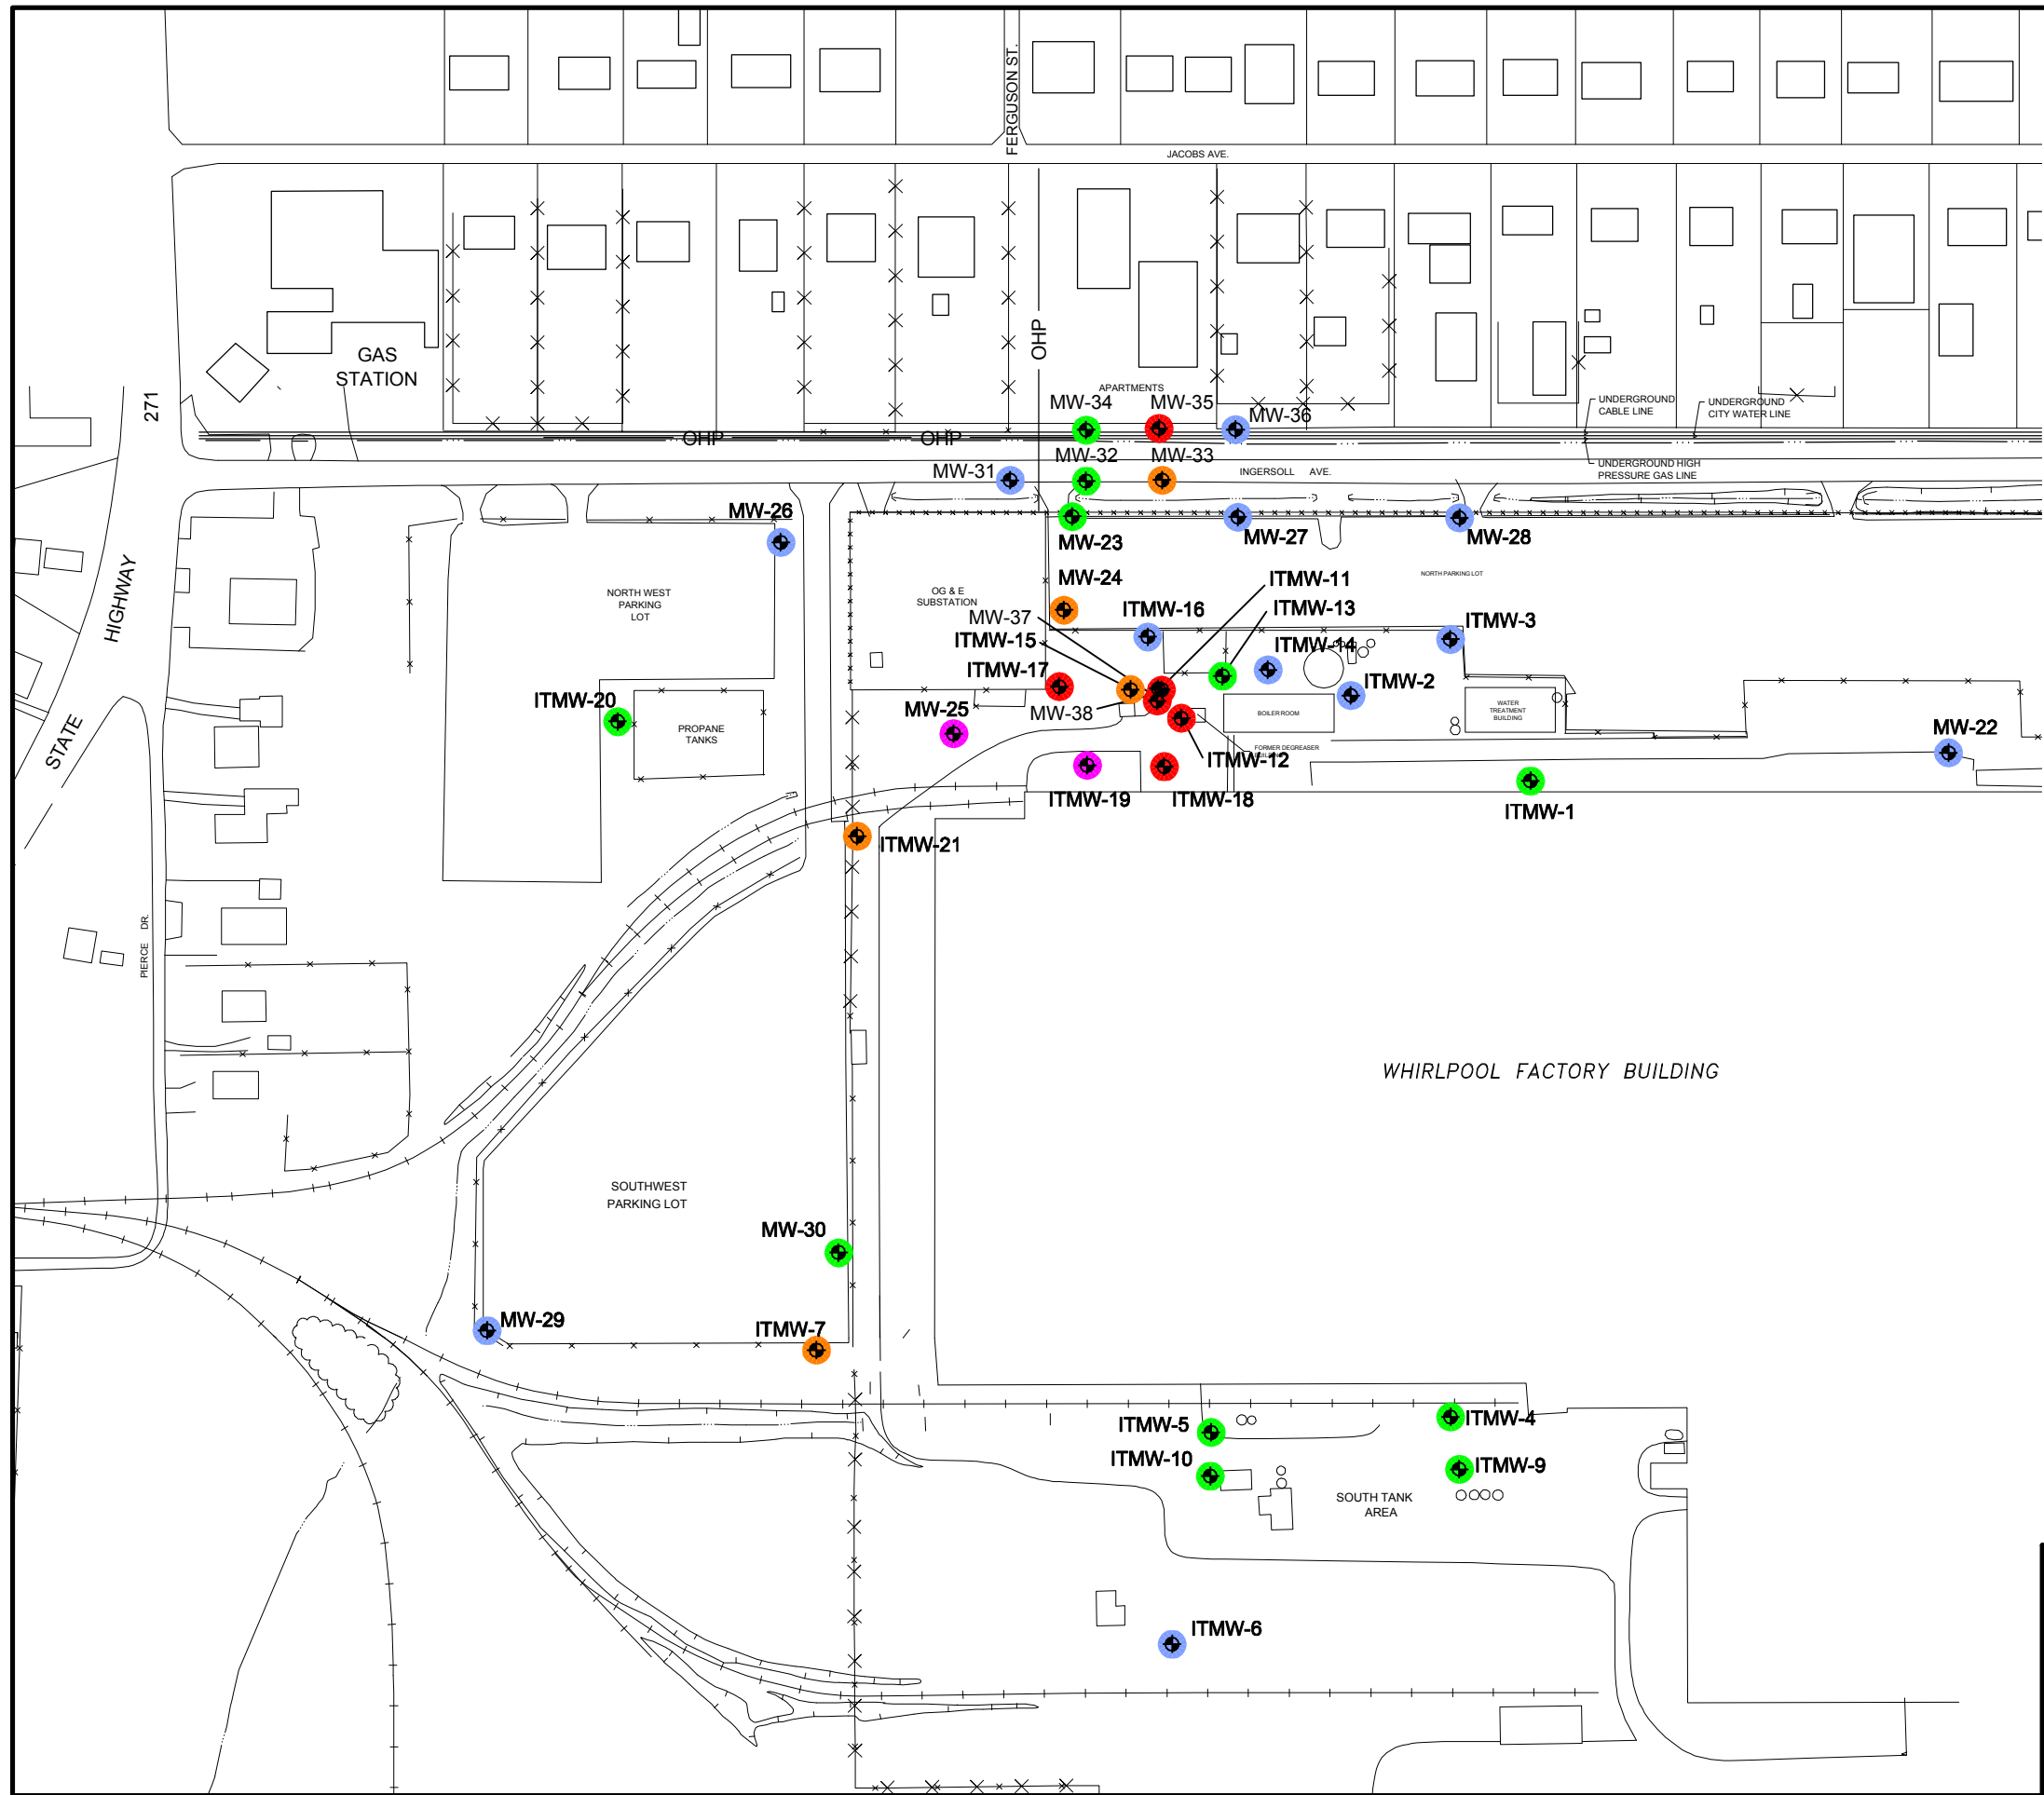 FERGUSON ST.
JACOBS AVE.
GAS
STATION
OHP
271
APARTMENTS
MW-34
MW-35
MW-36
UNDERGROUND
CABLE LINE
UNDERGROUND
CITY WATER LINE
OHP
OHP
MW-31
MW-32
MW-33
INGERSOLL AVE.
UNDERGROUND HIGH
PRESSURE GAS LINE
MW-26
MW-23
MW-27
MW-28
STATE HIGHWAY
NORTH WEST
PARKING
LOT
OG & E
SUBSTATION
MW-24
ITMW-11
NORTH PARKING LOT
MW-37
ITMW-16
ITMW-13
ITMW-3
ITMW-15
ITMW-14
ITMW-17
ITMW-2
ITMW-20
MW-25
MW-38
BOILER ROOM
WATER
TREATMENT
BUILDING
PROPANE
TANKS
MW-22
FORMER DEGREASER
ITMW-12
ITMW-19
ITMW-18
ITMW-1
ITMW-21
PIERCE DR.
WHIRLPOOL FACTORY BUILDING
SOUTHWEST
PARKING LOT
MW-30
MW-29
ITMW-7
ITMW-5
ITMW-4
ITMW-10
ITMW-9
SOUTH TANK
AREA
ITMW-6